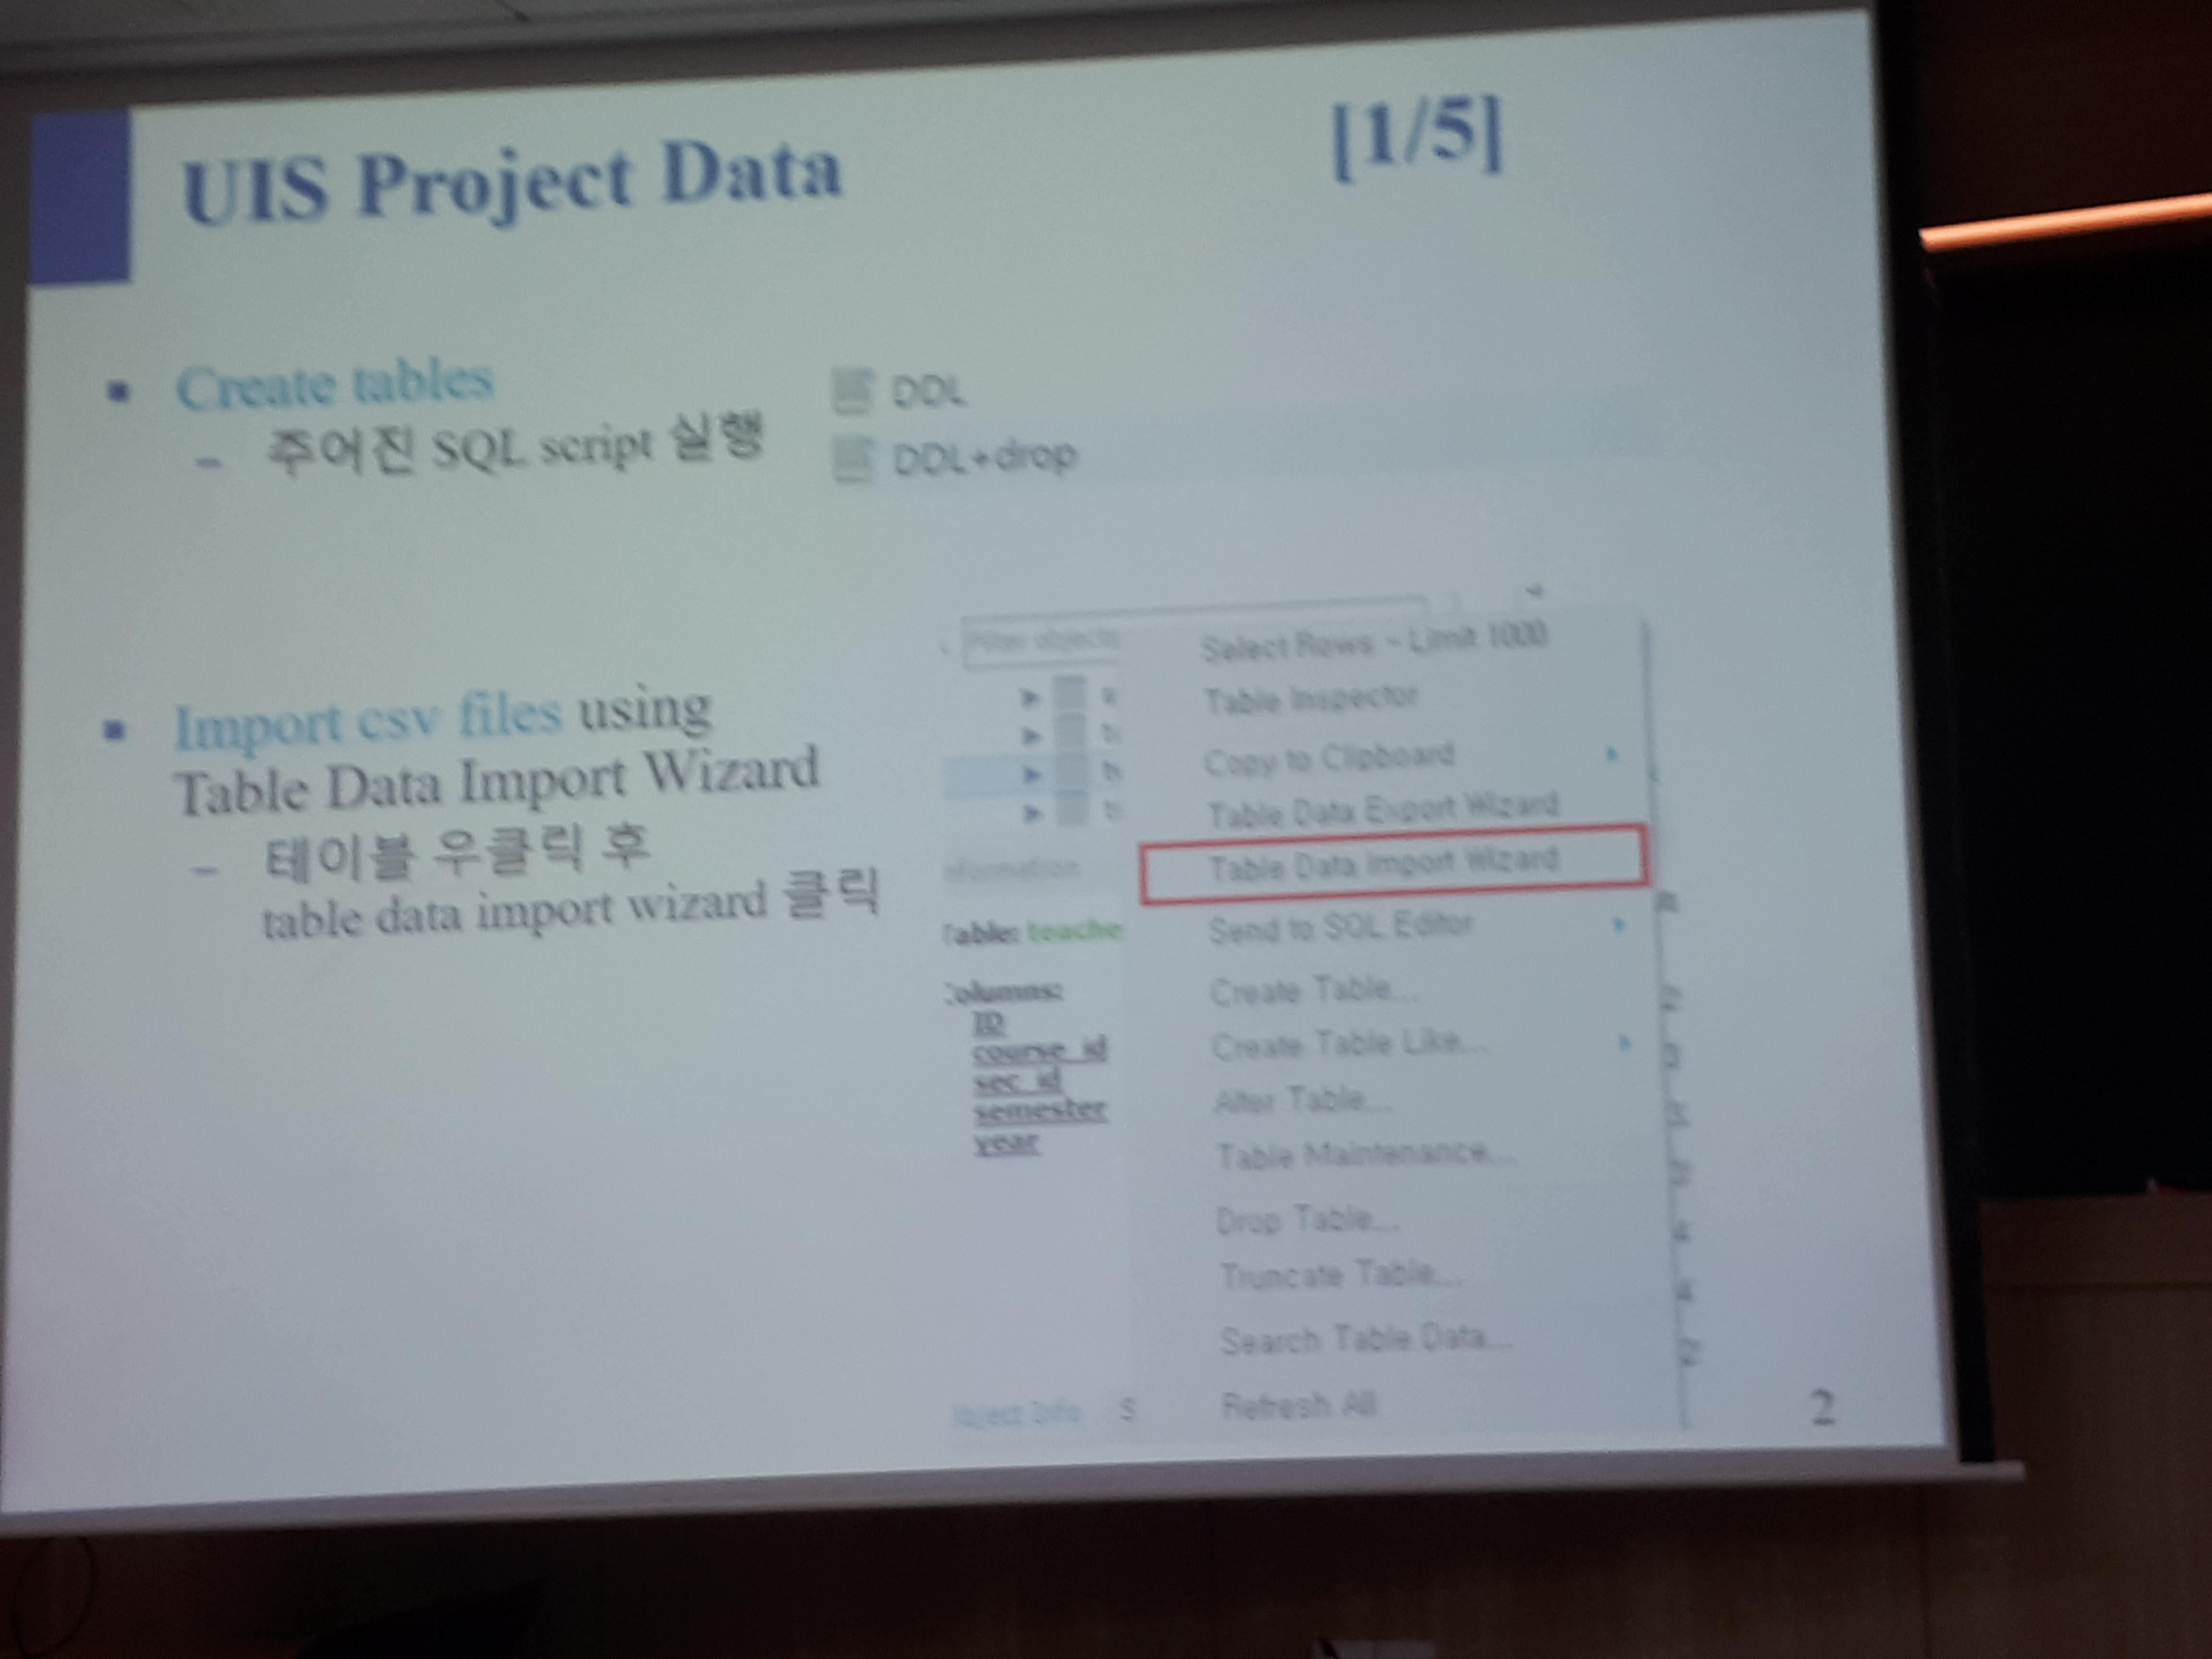 UIS Project Data
[1/5]
Create tables
– 주어진 SQL script 실행
DDL
DDL+drop
Import csv files using
Table Data Import Wizard
– 테이블 우클릭 후
table data import wizard 클릭
Filter objects
nformation
Table: teache
Columns:
ID
course_id
sec_id
semester
year
Object Info S
Select Rows - Limit 1000
Table Inspector
Copy to Clipboard
Table Data Export Wizard
Table Data Import Wizard
Send to SQL Editor
Create Table...
Create Table Like...
Alter Table...
Table Maintenance...
Drop Table...
Truncate Table...
Search Table Data...
Refresh All
2